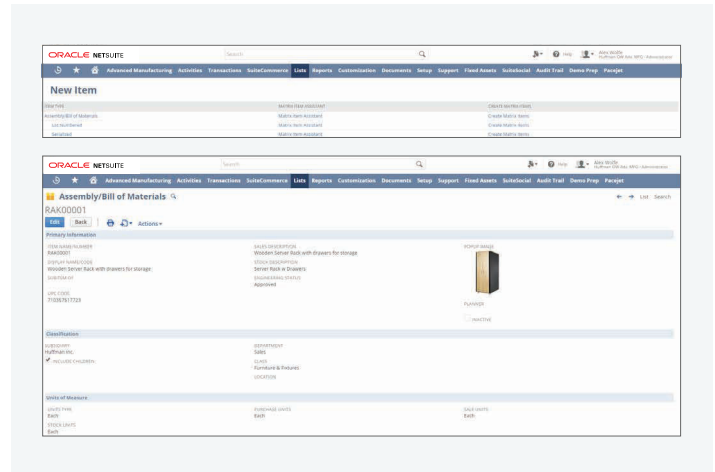 ORACLE NETSUITE Search Help Alex Wolfe
Huffman
Advanced Manufacturing Activities Transactions SuiteCommerce Lists Reports Customization Documents Setup Support Fixed Assets SuiteSocial Audit Trail Demo Prep Pacejet
New Item
ITEM TYPE MATRIX ITEM ASSISTANT CREATE MATRIX ITEMS
Assembly/Bill of Materials Matrix Item Assistant Create Matrix Items
Lot Numbered Matrix Item Assistant Create Matrix Items
Serialized Matrix Item Assistant Create Matrix Items
ORACLE NETSUITE Search Help Alex Wolfe
Huffman
Advanced Manufacturing Activities Transactions SuiteCommerce Lists Reports Customization Documents Setup Support Fixed Assets SuiteSocial Audit Trail Demo Prep Pacejet
Assembly/Bill of Materials List Search
RAK00001
Edit Back Actions
Primary Information
ITEM NAME/NUMBER SALES DESCRIPTION POPUP IMAGE
RAK00001 Wooden Server Rack with drawers for storage
DISPLAY NAME/CODE STOCK DESCRIPTION
Wooden Server Rack with drawers for storage. Server Rack w Drawers
SUBITEM OF ENGINEERING STATUS
Approved
UPC CODE
710387617723
PLANNER
INACTIVE
Classification
SUBSIDIARY DEPARTMENT
Huffman Inc. Sales
INCLUDE CHILDREN CLASS
Furniture & Fixtures
LOCATION
Units of Measure
UNITS TYPE PURCHASE UNITS SALE UNITS
Each Each Each
STOCK UNITS
Each